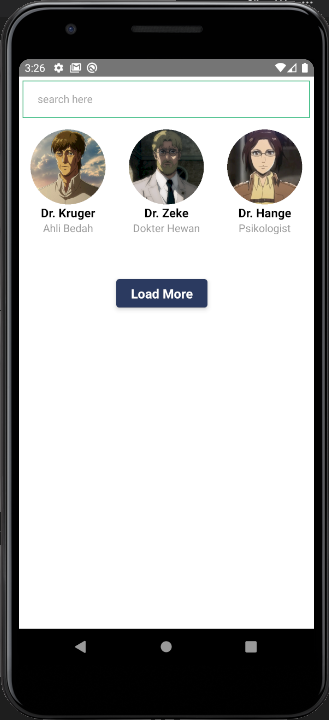 3:26
search here
Dr. Kruger
Dr. Zeke
Dr. Hange
Ahli Bedah
Dokter Hewan
Psikologist
Load More